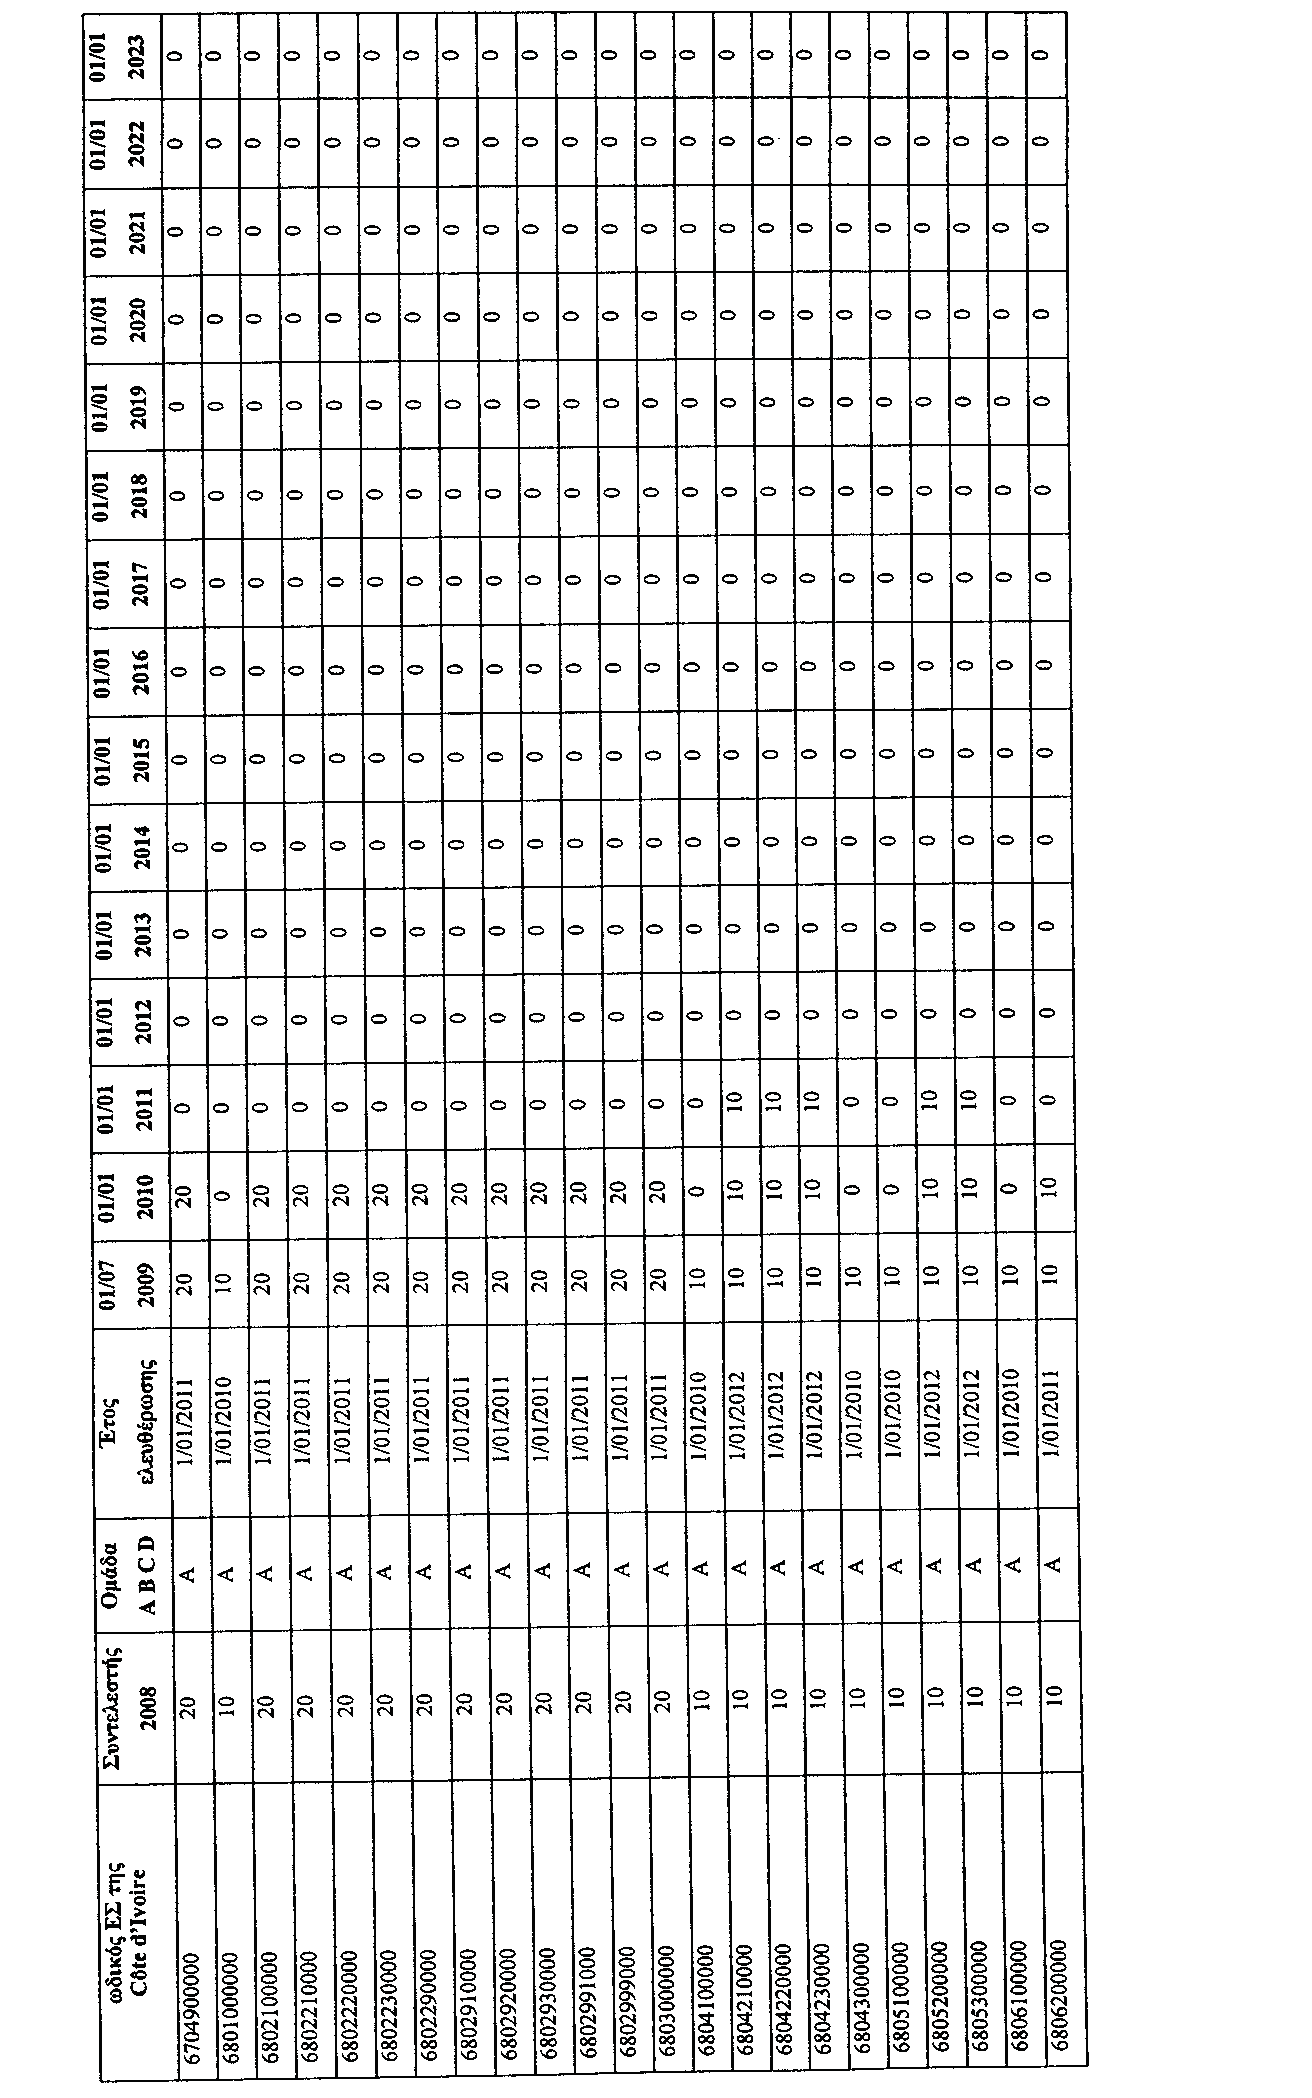 ωδικός ΕΣ της Côte d'Ivoire | Συντελεστής 2008 | Ομάδα A B C D | Έτος ελευθέρωσης | 01/07 2009 | 01/01 2010 | 01/01 2011 | 01/01 2012 | 01/01 2013 | 01/01 2014 | 01/01 2015 | 01/01 2016 | 01/01 2017 | 01/01 2018 | 01/01 2019 | 01/01 2020 | 01/01 2021 | 01/01 2022 | 01/01 2023
6704900000 20 A 1/01/2011 20 20 0 0 0 0 0 0 0 0 0 0 0 0 0
6801000000 10 A 1/01/2010 10 0 0 0 0 0 0 0 0 0 0 0 0 0 0
6802100000 20 A 1/01/2011 20 20 0 0 0 0 0 0 0 0 0 0 0 0 0
6802210000 20 A 1/01/2011 20 20 0 0 0 0 0 0 0 0 0 0 0 0 0
6802220000 20 A 1/01/2011 20 20 0 0 0 0 0 0 0 0 0 0 0 0 0
6802230000 20 A 1/01/2011 20 20 0 0 0 0 0 0 0 0 0 0 0 0 0
6802290000 20 A 1/01/2011 20 20 0 0 0 0 0 0 0 0 0 0 0 0 0
6802910000 20 A 1/01/2011 20 20 0 0 0 0 0 0 0 0 0 0 0 0 0
6802920000 20 A 1/01/2011 20 20 0 0 0 0 0 0 0 0 0 0 0 0 0
6802930000 20 A 1/01/2011 20 20 0 0 0 0 0 0 0 0 0 0 0 0 0
6802991000 20 A 1/01/2011 20 20 0 0 0 0 0 0 0 0 0 0 0 0 0
6802999000 20 A 1/01/2011 20 20 0 0 0 0 0 0 0 0 0 0 0 0 0
6803000000 20 A 1/01/2011 20 20 0 0 0 0 0 0 0 0 0 0 0 0 0
6804100000 10 A 1/01/2010 10 0 0 0 0 0 0 0 0 0 0 0 0 0 0
6804210000 10 A 1/01/2012 10 10 10 0 0 0 0 0 0 0 0 0 0 0 0
6804220000 10 A 1/01/2012 10 10 10 0 0 0 0 0 0 0 0 0 0 0 0
6804230000 10 A 1/01/2012 10 10 10 0 0 0 0 0 0 0 0 0 0 0 0
6804300000 10 A 1/01/2010 10 0 0 0 0 0 0 0 0 0 0 0 0 0 0
6805100000 10 A 1/01/2010 10 0 0 0 0 0 0 0 0 0 0 0 0 0 0
6805200000 10 A 1/01/2012 10 10 10 0 0 0 0 0 0 0 0 0 0 0 0
6805300000 10 A 1/01/2012 10 10 10 0 0 0 0 0 0 0 0 0 0 0 0
6806100000 10 A 1/01/2010 10 0 0 0 0 0 0 0 0 0 0 0 0 0 0
6806200000 10 A 1/01/2011 10 10 0 0 0 0 0 0 0 0 0 0 0 0 0